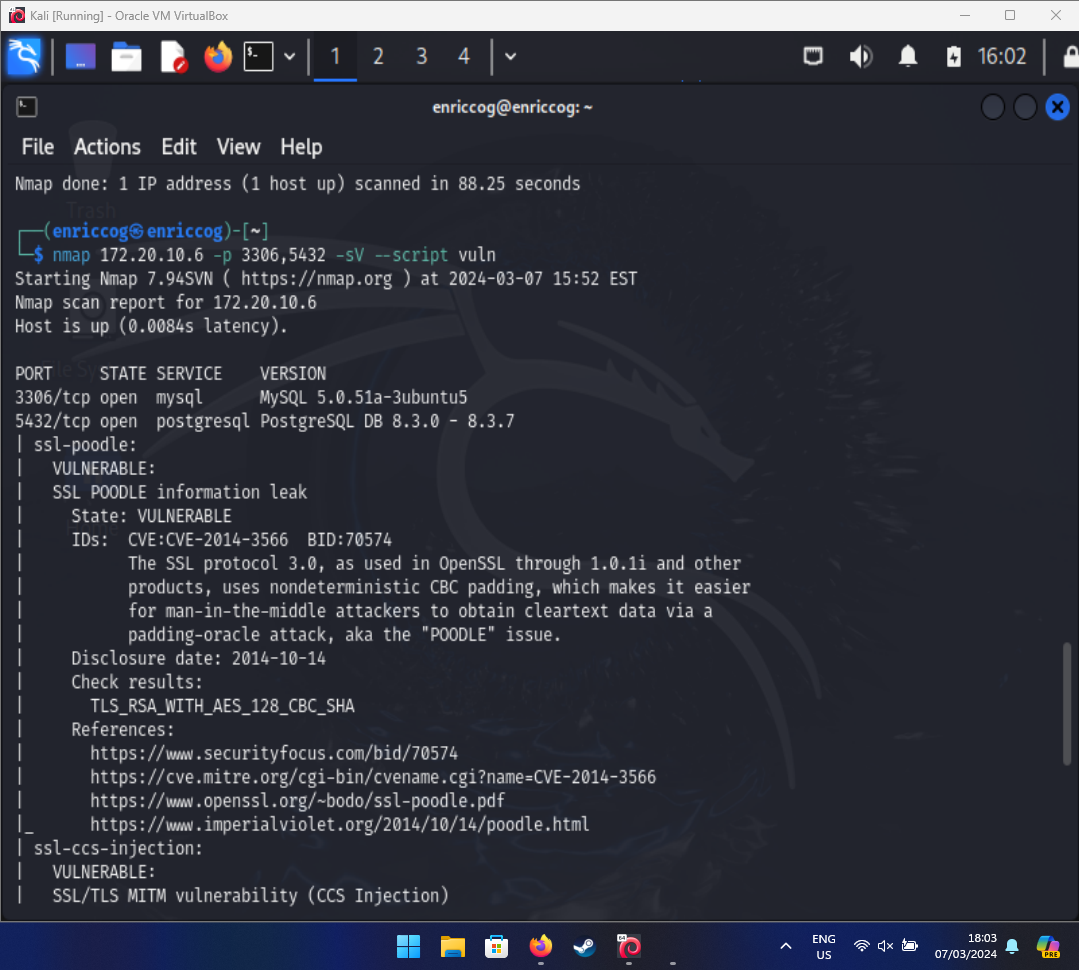 Kali [Running] - Oracle VM VirtualBox
1 2 3 4 16:02
enriccog@enriccog: ~
File Actions Edit View Help
Nmap done: 1 IP address (1 host up) scanned in 88.25 seconds
Trash
┌──(enriccog㉿enriccog)-[~]
└─$ nmap 172.20.10.6 -p 3306,5432 -sV --script vuln
Starting Nmap 7.94SVN ( https://nmap.org ) at 2024-03-07 15:52 EST
Nmap scan report for 172.20.10.6
Host is up (0.0084s latency).
PORT     STATE SERVICE    VERSION
3306/tcp open  mysql      MySQL 5.0.51a-3ubuntu5
5432/tcp open  postgresql PostgreSQL DB 8.3.0 - 8.3.7
| ssl-poodle:
|   VULNERABLE:
|   SSL POODLE information leak
|     State: VULNERABLE
|     IDs:  CVE:CVE-2014-3566  BID:70574
|           The SSL protocol 3.0, as used in OpenSSL through 1.0.1i and other
|           products, uses nondeterministic CBC padding, which makes it easier
|           for man-in-the-middle attackers to obtain cleartext data via a
|           padding-oracle attack, aka the "POODLE" issue.
|     Disclosure date: 2014-10-14
|     Check results:
|       TLS_RSA_WITH_AES_128_CBC_SHA
|     References:
|       https://www.securityfocus.com/bid/70574
|       https://cve.mitre.org/cgi-bin/cvename.cgi?name=CVE-2014-3566
|       https://www.openssl.org/~bodo/ssl-poodle.pdf
|_      https://www.imperialviolet.org/2014/10/14/poodle.html
| ssl-ccs-injection:
|   VULNERABLE:
|   SSL/TLS MITM vulnerability (CCS Injection)
ENG
US
18:03
07/03/2024
PRE